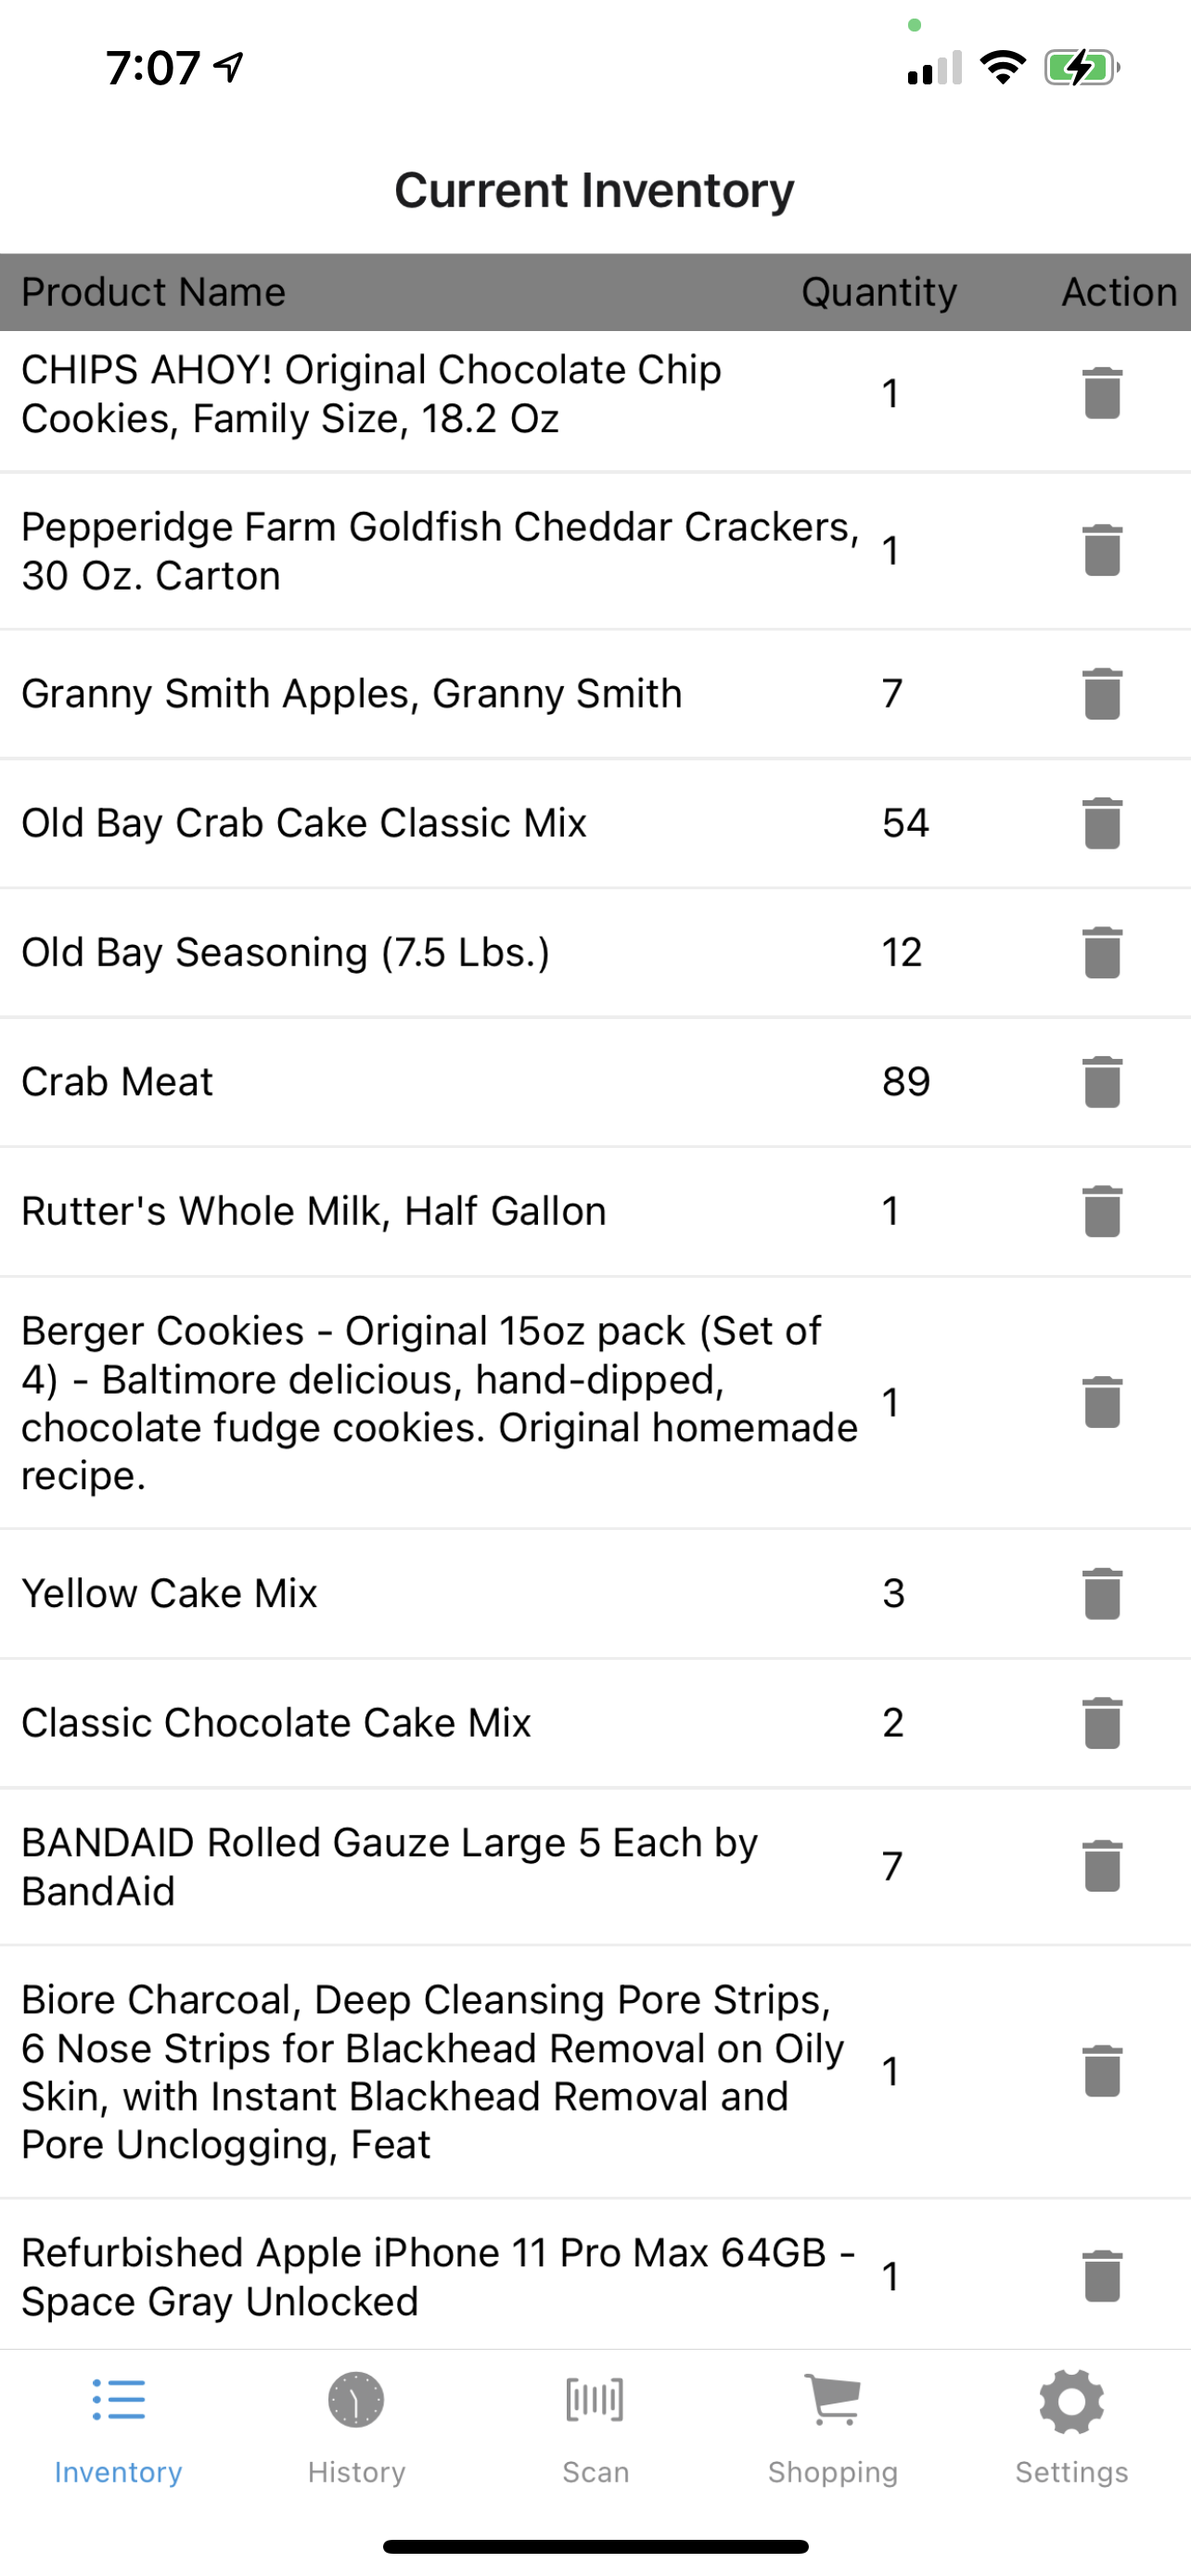 7:07
Current Inventory
Product Name Quantity Action
CHIPS AHOY! Original Chocolate Chip
Cookies, Family Size, 18.2 Oz
1
Pepperidge Farm Goldfish Cheddar Crackers,
30 Oz. Carton
1
Granny Smith Apples, Granny Smith 7
Old Bay Crab Cake Classic Mix 54
Old Bay Seasoning (7.5 Lbs.) 12
Crab Meat 89
Rutter's Whole Milk, Half Gallon 1
Berger Cookies - Original 15oz pack (Set of
4) - Baltimore delicious, hand-dipped,
chocolate fudge cookies. Original homemade
recipe.
1
Yellow Cake Mix 3
Classic Chocolate Cake Mix 2
BANDAID Rolled Gauze Large 5 Each by
BandAid
7
Biore Charcoal, Deep Cleansing Pore Strips,
6 Nose Strips for Blackhead Removal on Oily
Skin, with Instant Blackhead Removal and
Pore Unclogging, Feat
1
Refurbished Apple iPhone 11 Pro Max 64GB -
Space Gray Unlocked
1
Inventory History Scan Shopping Settings